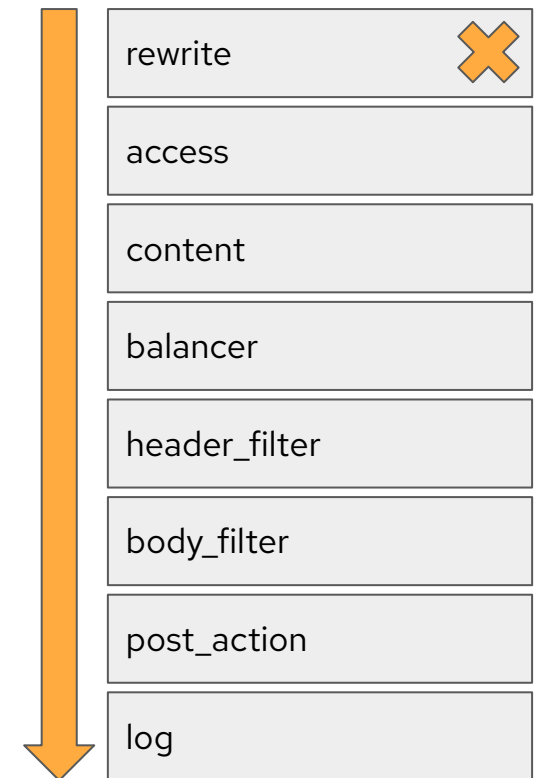 rewrite
access
content
balancer
header_filter
body_filter
post_action
log